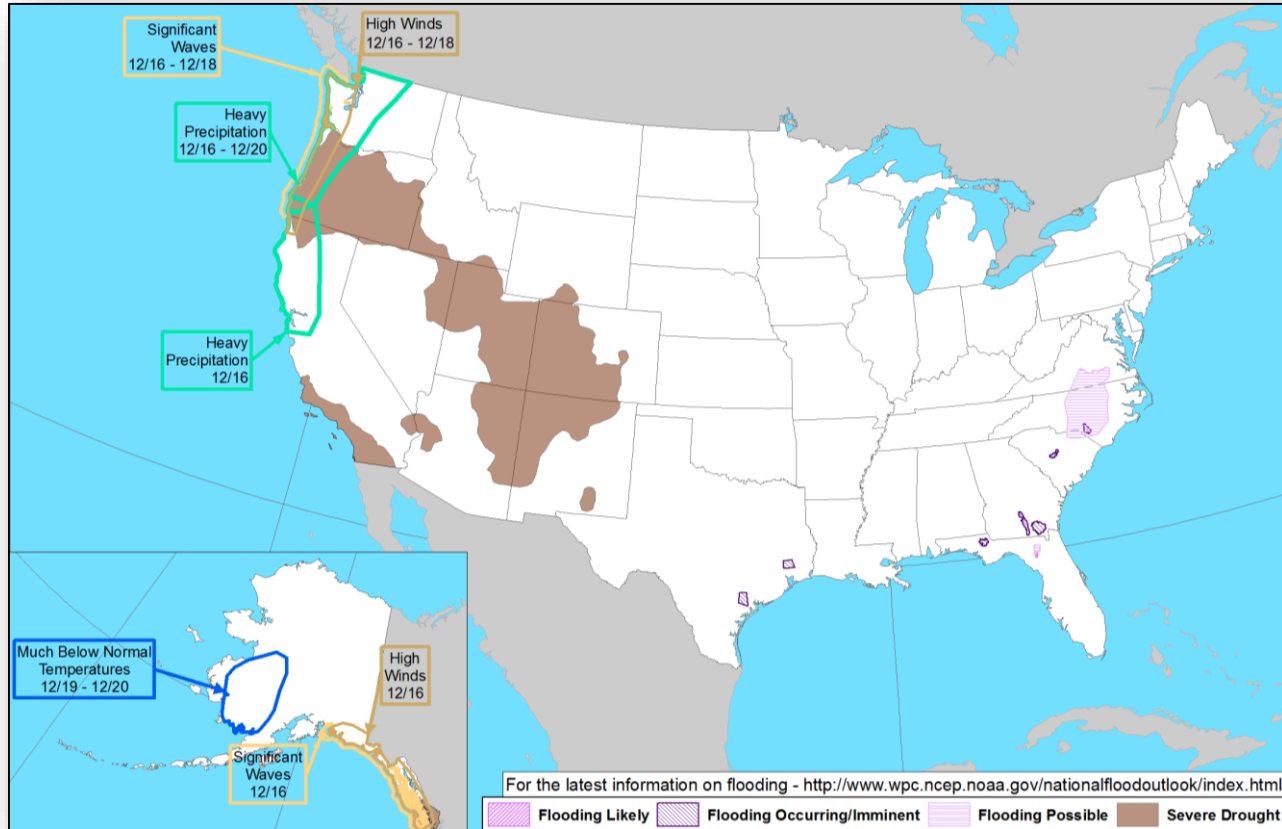 Significant
Waves
12/16 - 12/18
High Winds
12/16 - 12/18
Heavy
Precipitation
12/16 - 12/20
Heavy
Precipitation
12/16
Much Below Normal
Temperatures
12/19 - 12/20
High
Winds
12/16
Significant
Waves
12/16
For the latest information on flooding - http://www.wpc.ncep.noaa.gov/nationalfloodoutlook/index.html
Flooding Likely
Flooding Occurring/Imminent
Flooding Possible
Severe Drought